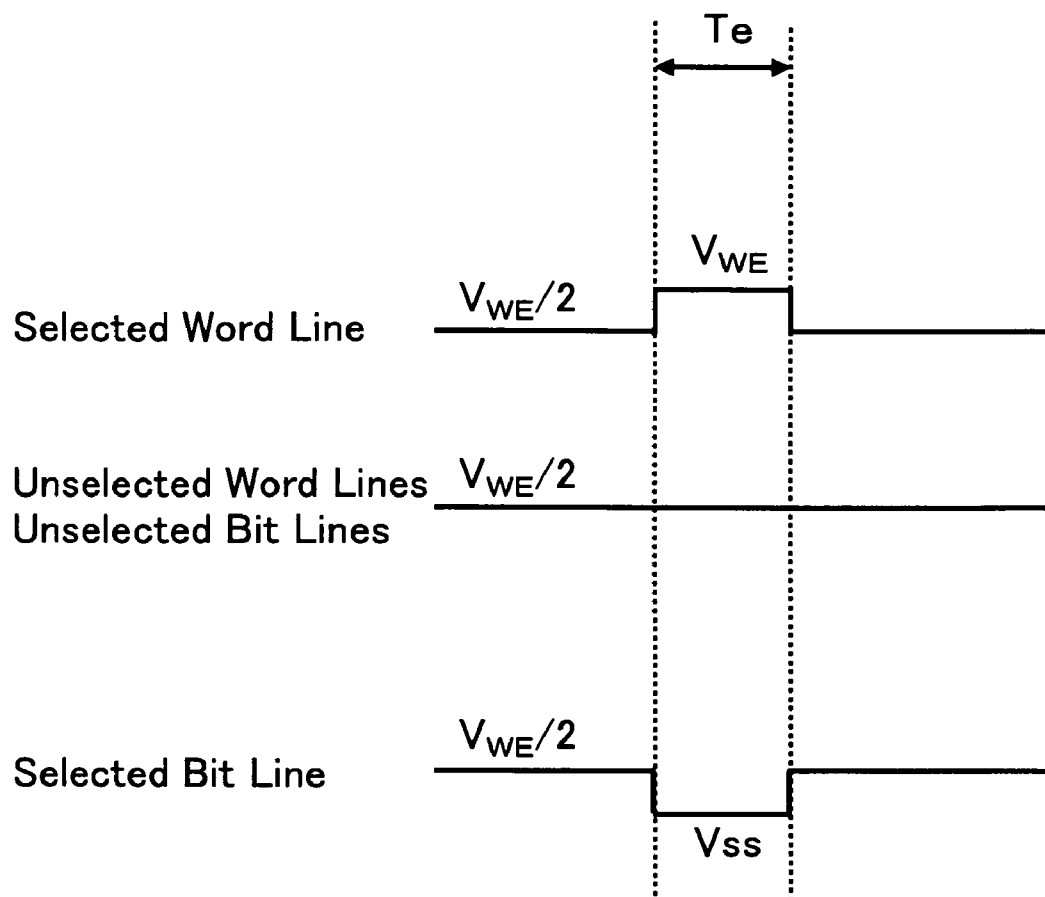 Te
V_WE
V_WE/2
Selected Word Line
V_WE/2
Unselected Word Lines
Unselected Bit Lines
V_WE/2
Selected Bit Line
Vss